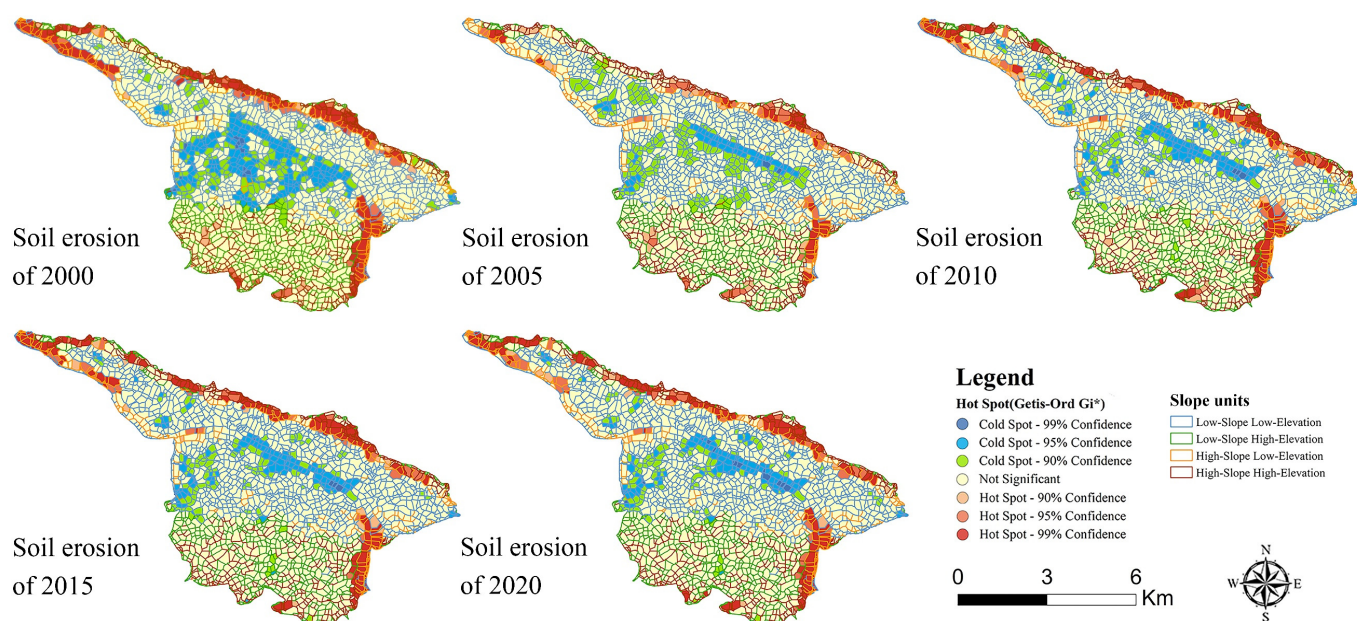 Soil erosion
of 2000
Soil erosion
of 2005
Soil erosion
of 2010
Soil erosion
of 2015
Soil erosion
of 2020
Legend
Hot Spot(Getis-Ord Gi*)
Cold Spot - 99% Confidence
Cold Spot - 95% Confidence
Cold Spot - 90% Confidence
Not Significant
Hot Spot - 90% Confidence
Hot Spot - 95% Confidence
Hot Spot - 99% Confidence
Slope units
Low-Slope Low-Elevation
Low-Slope High-Elevation
High-Slope Low-Elevation
High-Slope High-Elevation
0 3 6
Km
N
W E
S